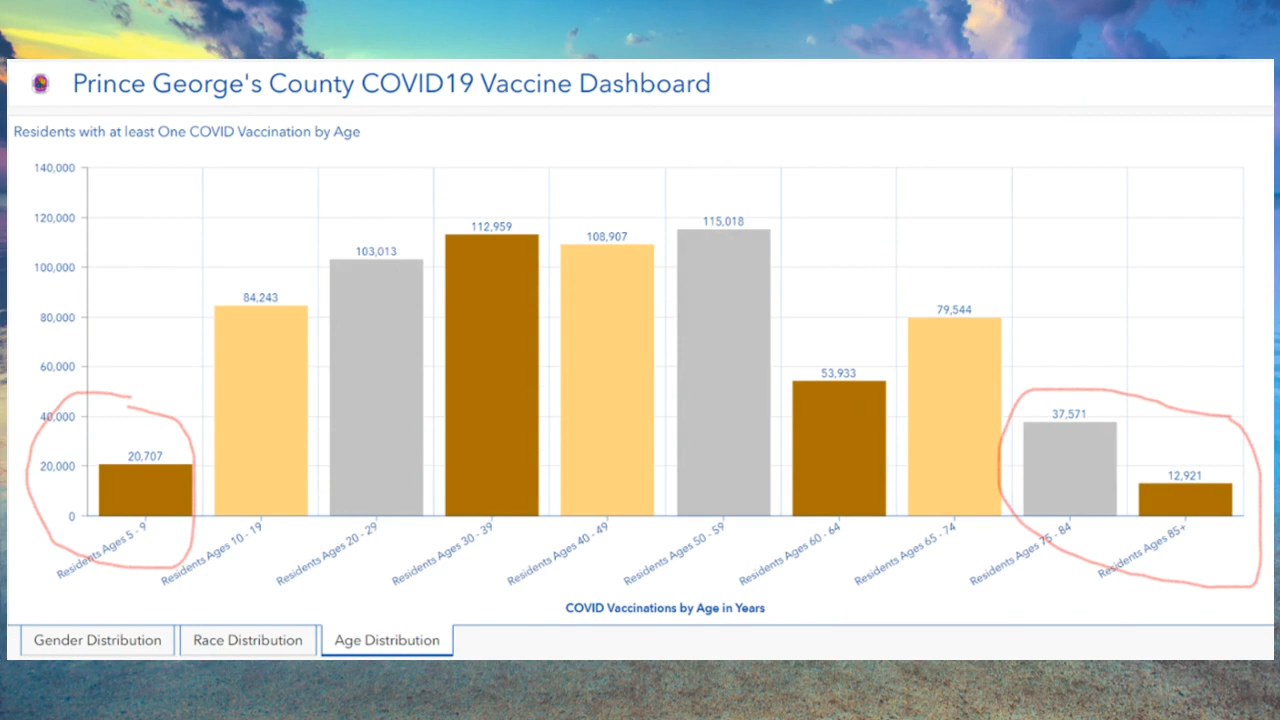 Prince George's County COVID19 Vaccine Dashboard
Residents with at least One COVID Vaccination by Age
140,000
120,000
100,000
80,000
60,000
40,000
20,000
0
20,707
84,243
103,013
112,959
108,907
115,018
53,933
79,544
37,571
12,921
Residents Ages 5 - 9
Residents Ages 10 - 19
Residents Ages 20 - 29
Residents Ages 30 - 39
Residents Ages 40 - 49
Residents Ages 50 - 59
Residents Ages 60 - 64
Residents Ages 65 - 74
Residents Ages 75 - 84
Residents Ages 85+
COVID Vaccinations by Age in Years
Gender Distribution
Race Distribution
Age Distribution